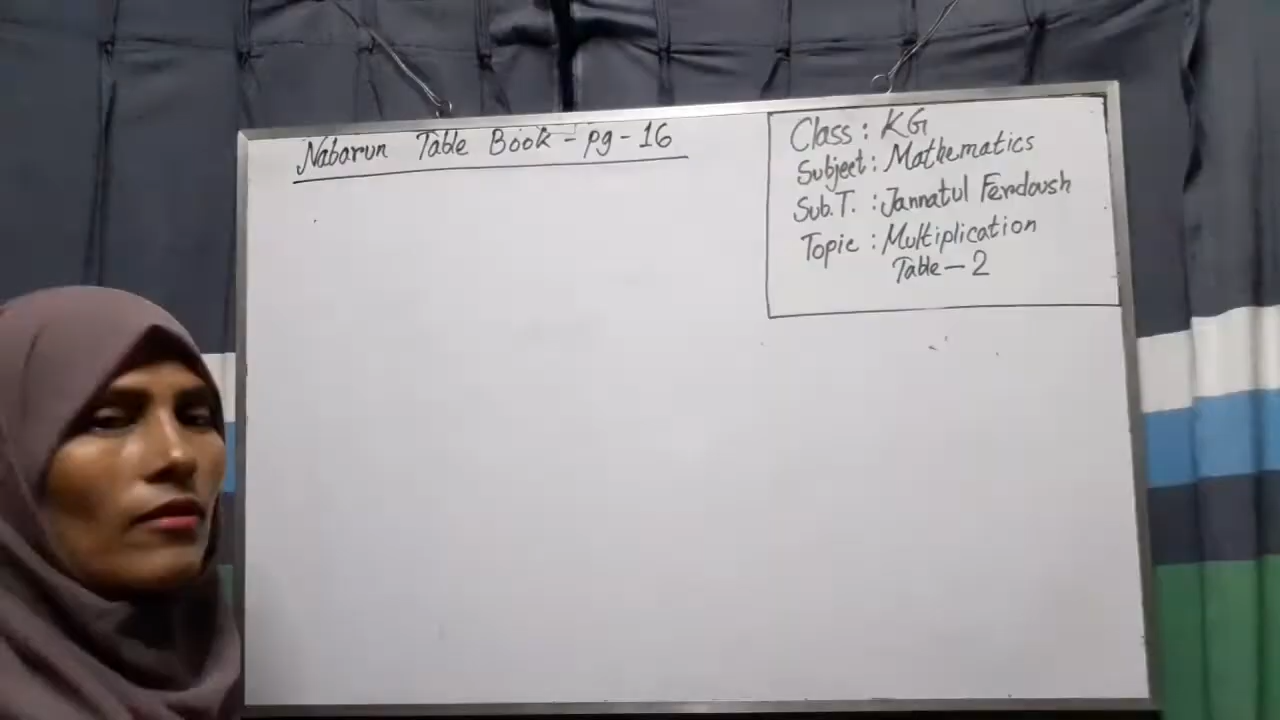 Nabarun Table Book - pg - 16
Class : KG
Subject : Mathematics
Sub.T. : Jannatul Ferdoush
Topic : Multiplication
Table - 2